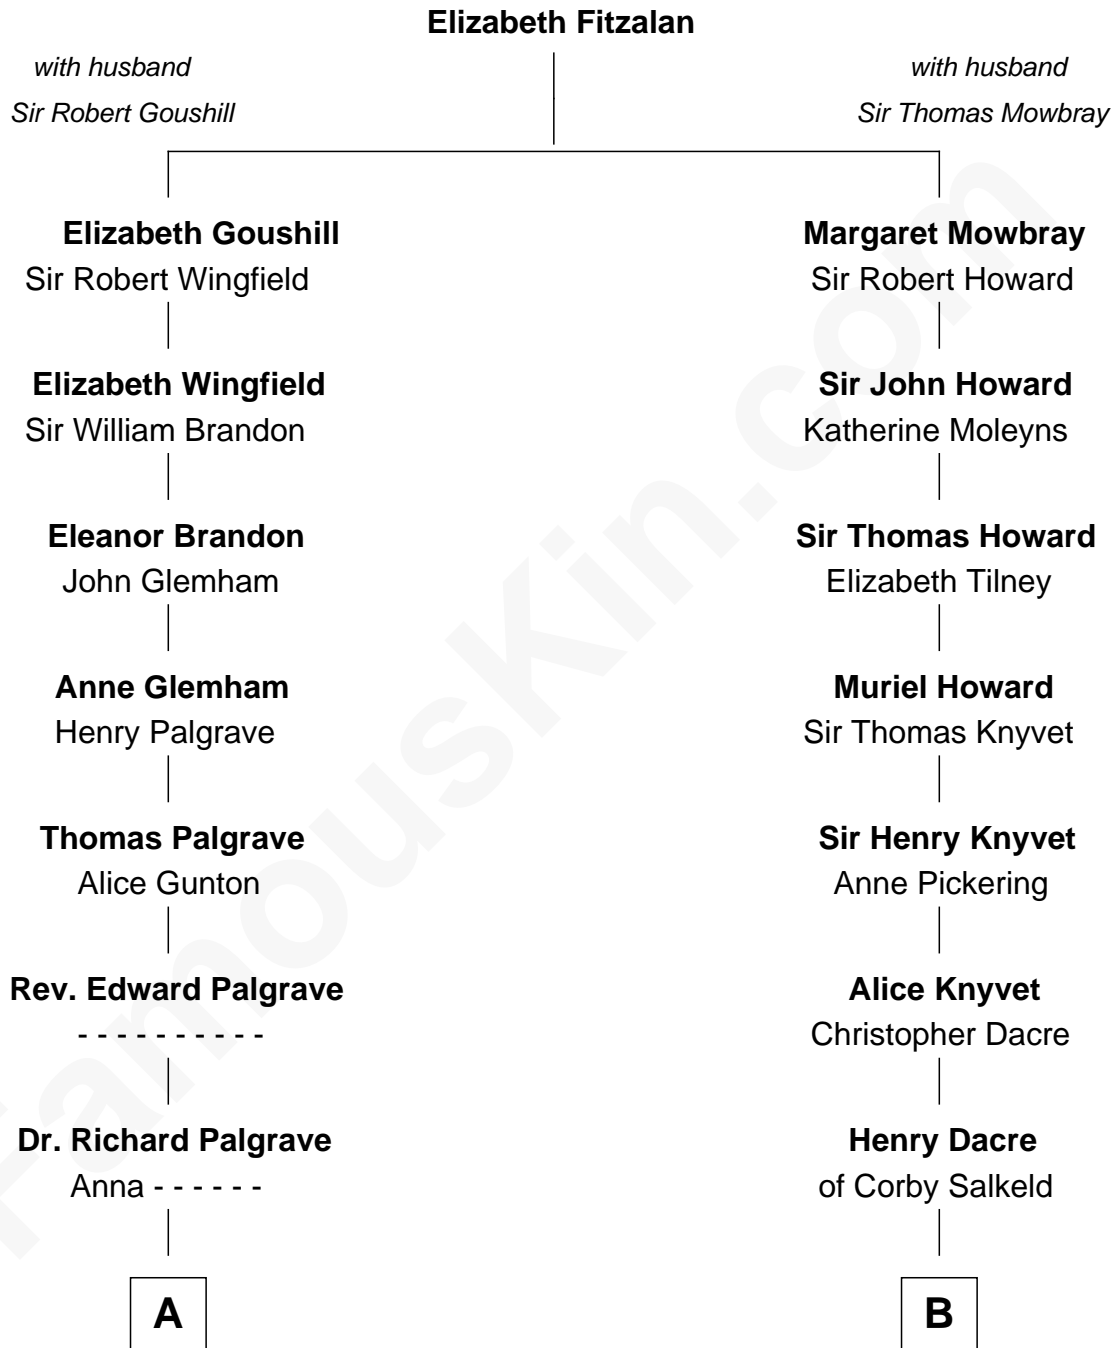 Elizabeth Fitzalan
with husband
Sir Robert Goushill
with husband
Sir Thomas Mowbray
Elizabeth Goushill
Sir Robert Wingfield
Margaret Mowbray
Sir Robert Howard
Elizabeth Wingfield
Sir William Brandon
Sir John Howard
Katherine Moleyns
Eleanor Brandon
John Glemham
Sir Thomas Howard
Elizabeth Tilney
Anne Glemham
Henry Palgrave
Muriel Howard
Sir Thomas Knyvet
Thomas Palgrave
Alice Gunton
Sir Henry Knyvet
Anne Pickering
Rev. Edward Palgrave
- - - - - - - - - -
Alice Knyvet
Christopher Dacre
Dr. Richard Palgrave
Anna - - - - - -
Henry Dacre
of Corby Salkeld
A
B
FamousKin.com